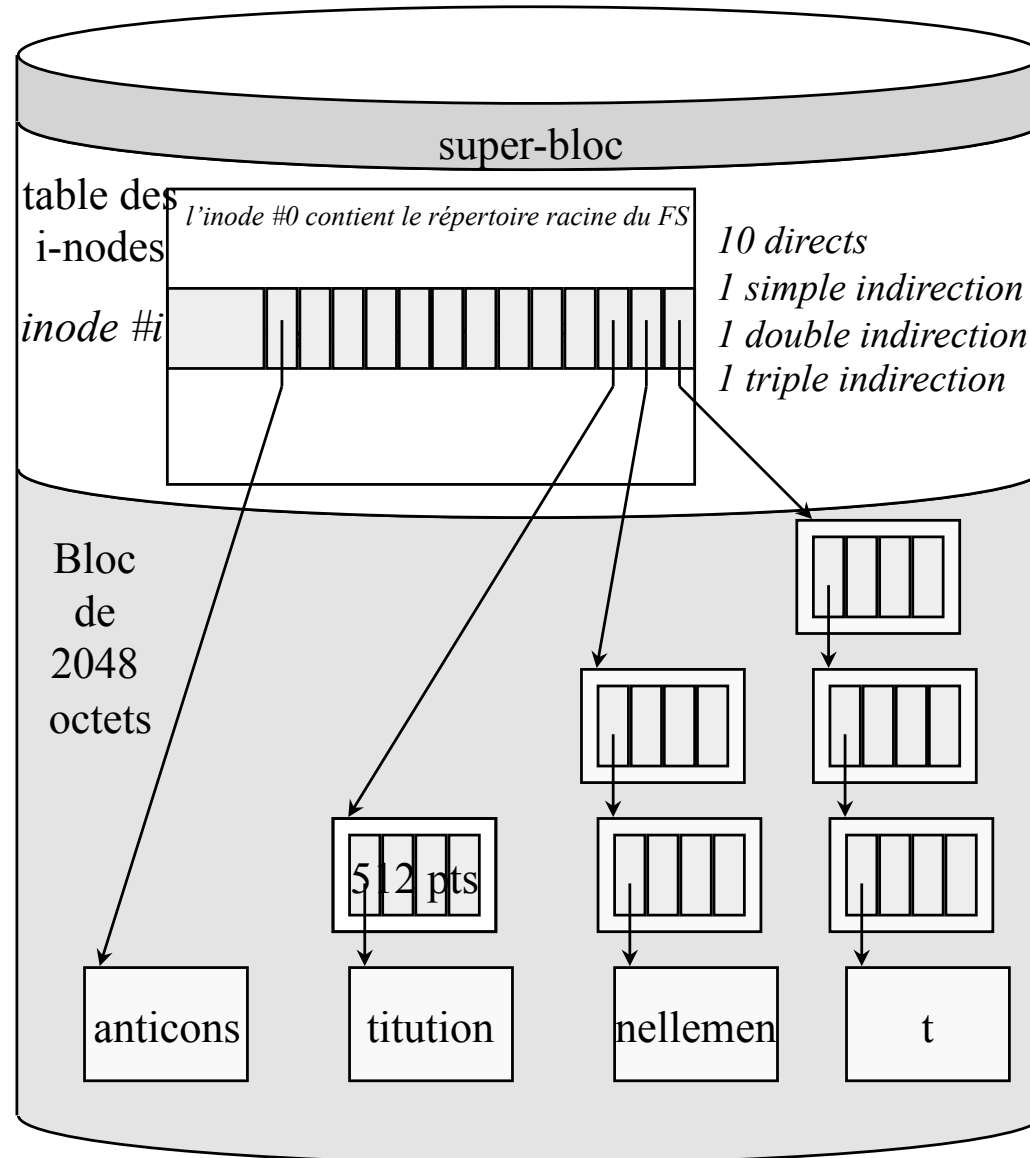 super-bloc
table des
i-nodes
l’inode #0 contient le répertoire racine du FS
inode #i
10 directs
1 simple indirection
1 double indirection
1 triple indirection
Bloc
de
2048
octets
512 pts
anticons
titution
nellemen
t